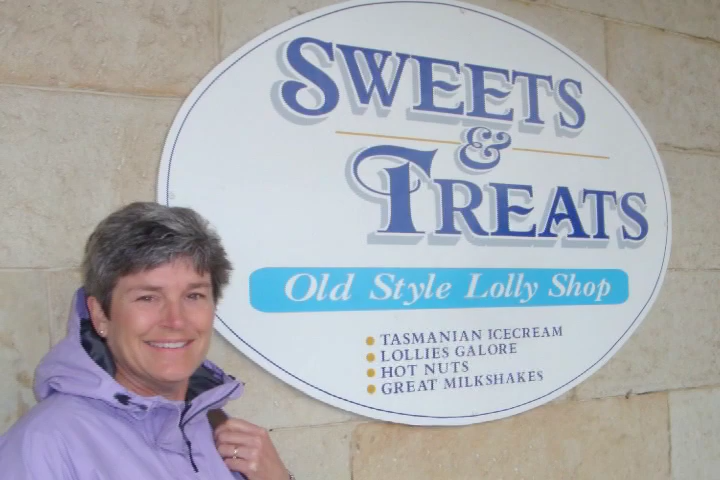 SWEETS
&
TREATS
Old Style Lolly Shop
TASMANIAN ICECREAM
LOLLIES GALORE
HOT NUTS
GREAT MILKSHAKES